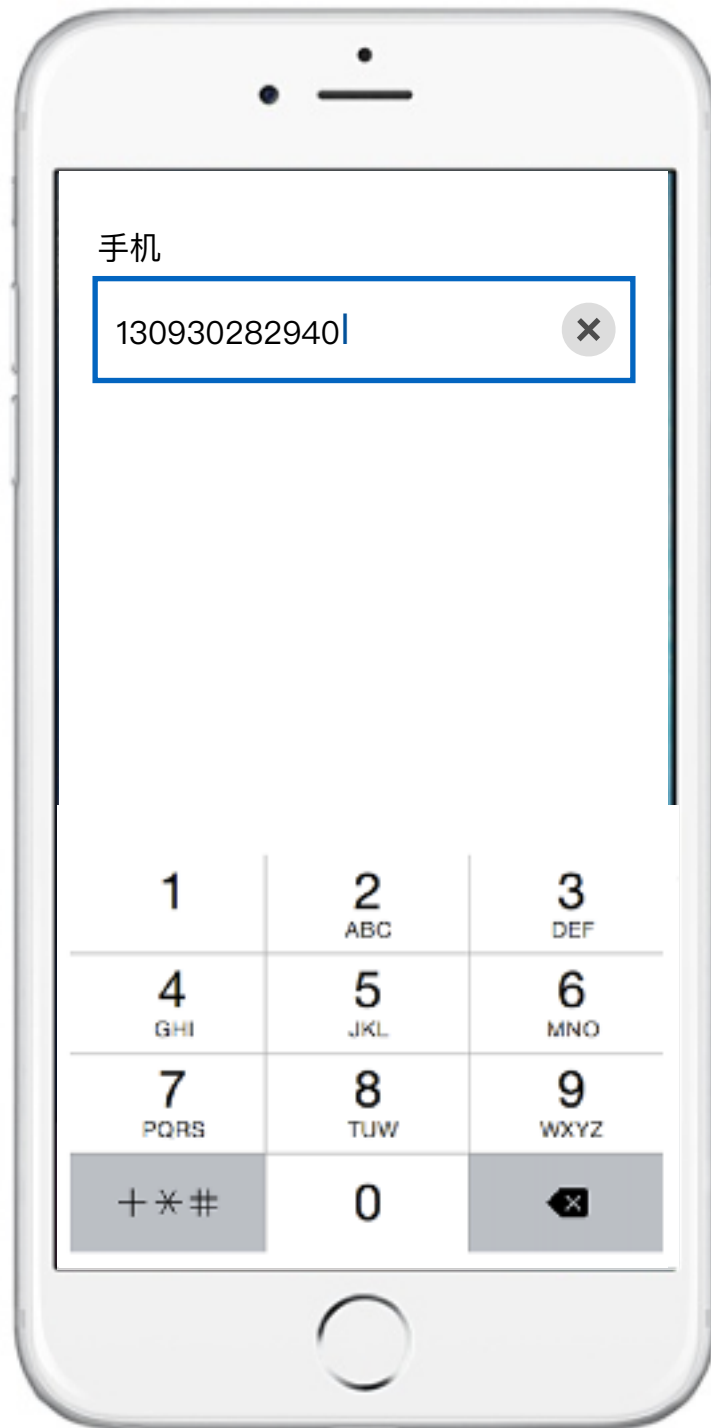 手机
130930282940
1 2 3
ABC DEF
4 5 6
GHI JKL MNO
7 8 9
PQRS TUW WXYZ
+*# 0